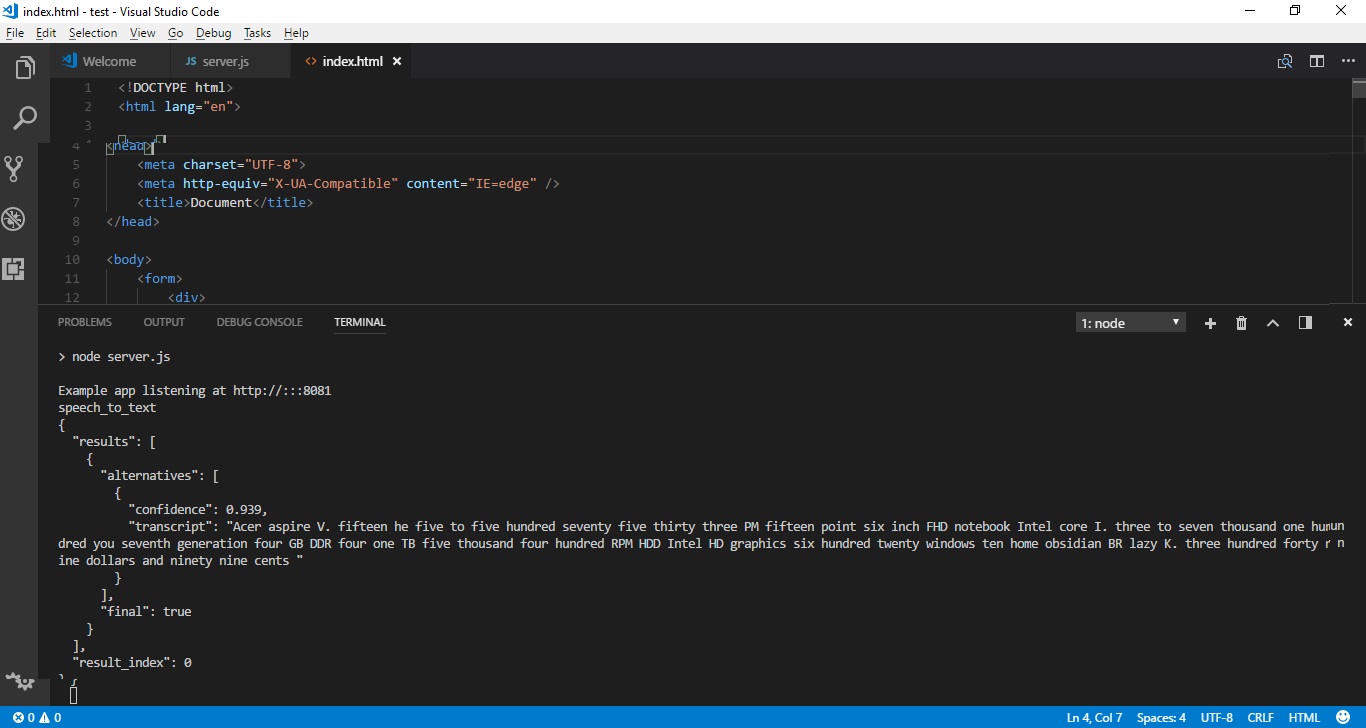 index.html - test - Visual Studio Code
File Edit Selection View Go Debug Tasks Help
Welcome JS server.js <> index.html
1 <!DOCTYPE html>
2 <html lang="en">
3
4 <head>
5 <meta charset="UTF-8">
6 <meta http-equiv="X-UA-Compatible" content="IE=edge" />
7 <title>Document</title>
8 </head>
9
10 <body>
11 <form>
12 <div>
PROBLEMS OUTPUT DEBUG CONSOLE TERMINAL 1: node
> node server.js
Example app listening at http://:::8081
speech_to_text
{
"results": [
{
"alternatives": [
{
"confidence": 0.939,
"transcript": "Acer aspire V. fifteen he five to five hundred seventy five thirty three PM fifteen point six inch FHD notebook Intel core I. three to seven thousand one hun
dred you seventh generation four GB DDR four one TB five thousand four hundred RPM HDD Intel HD graphics six hundred twenty windows ten home obsidian BR lazy K. three hundred forty n
ine dollars and ninety nine cents "
}
],
"final": true
}
],
"result_index": 0
}
0 0 Ln 4, Col 7 Spaces: 4 UTF-8 CRLF HTML